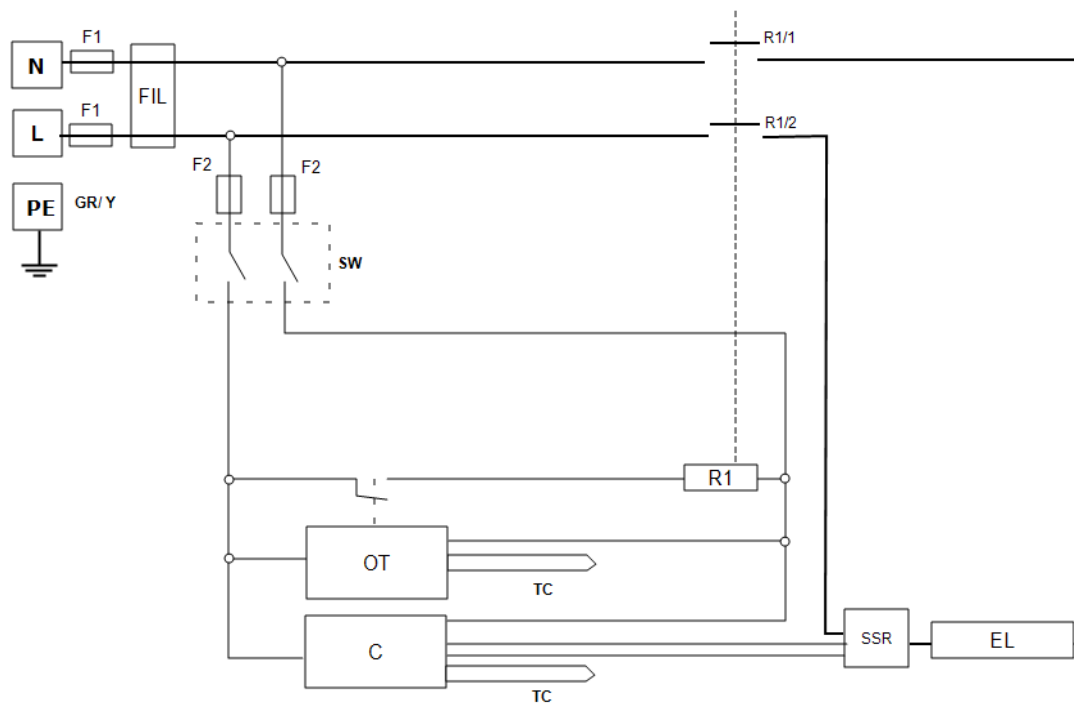 F1
R1/1
N
FIL
F1
L
R1/2
F2
F2
PE
GR/ Y
SW
R1
OT
TC
C
SSR
EL
TC